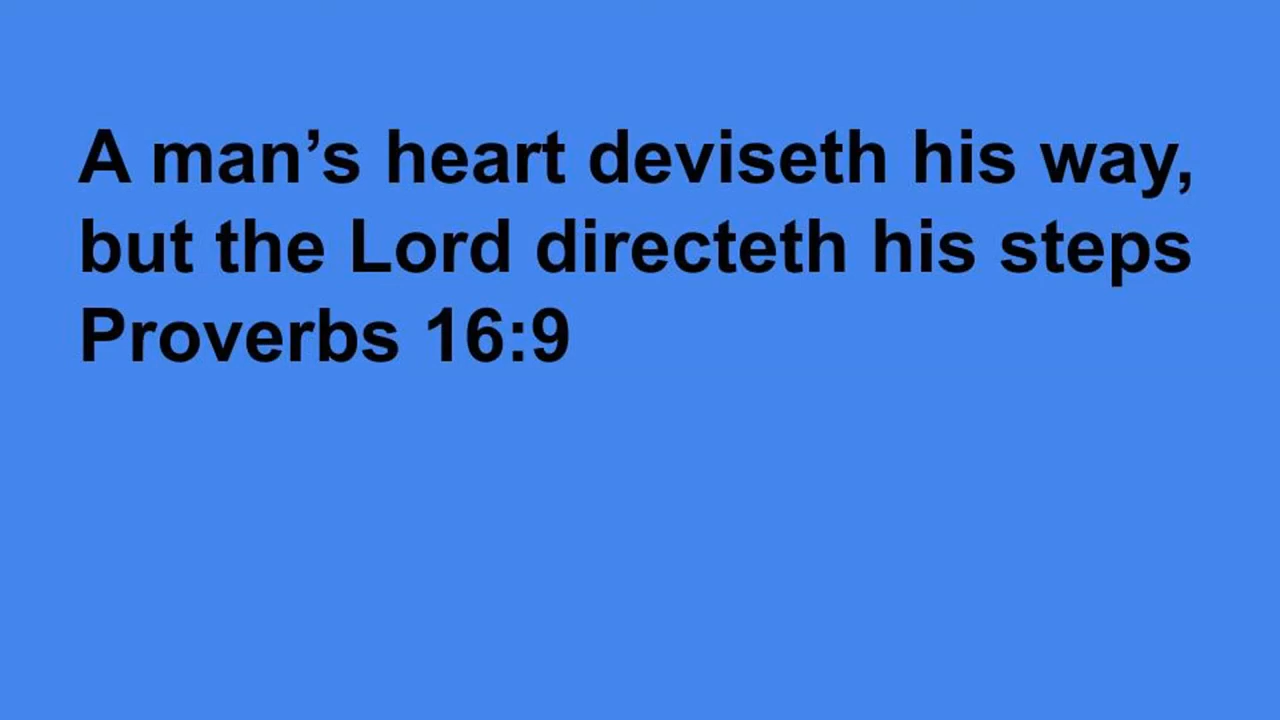 A man’s heart deviseth his way,
but the Lord directeth his steps
Proverbs 16:9